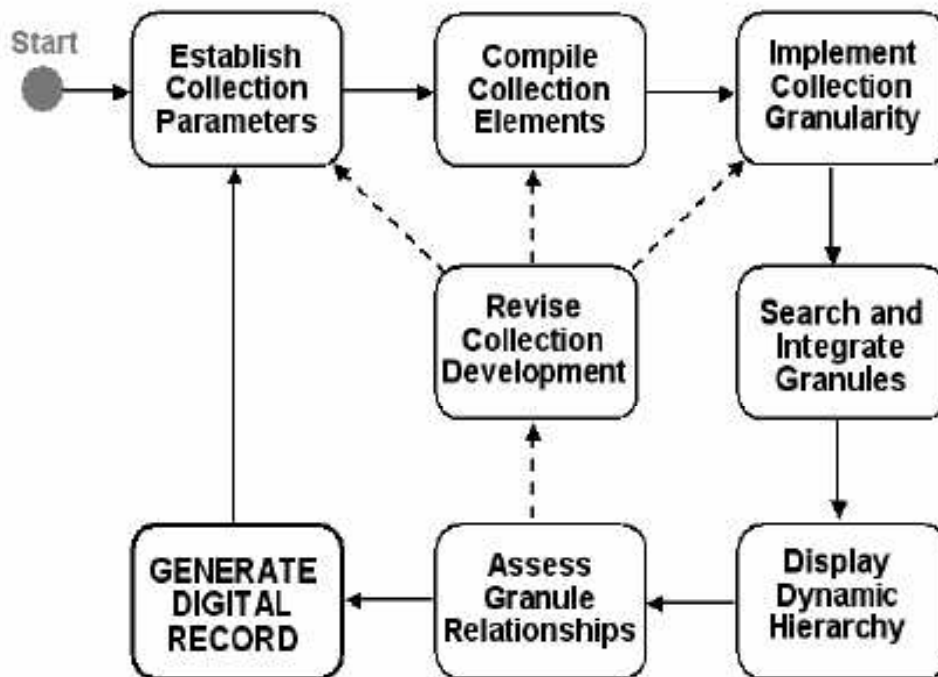 Start
Establish
Collection
Parameters
Compile
Collection
Elements
Implement
Collection
Granularity
Revise
Collection
Development
Search and
Integrate
Granules
GENERATE
DIGITAL
RECORD
Assess
Granule
Relationships
Display
Dynamic
Hierarchy